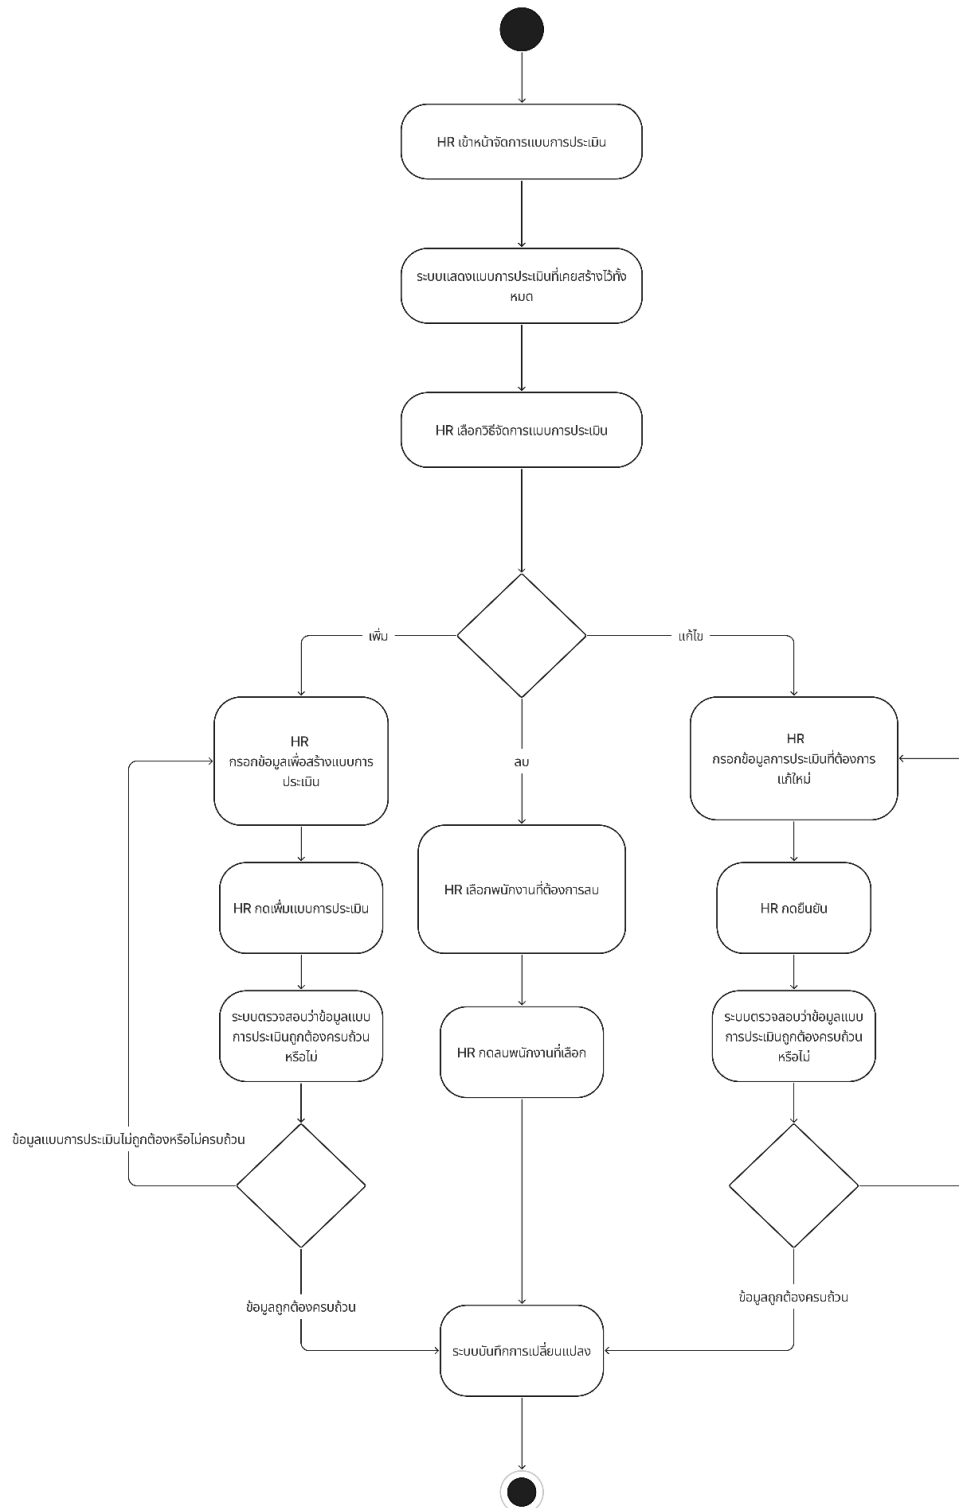 HR เข้าหน้าจัดการแบบการประเมิน
ระบบแสดงแบบการประเมินที่เคยสร้างไว้ทั้ง
หมด
HR เลือกวิธีจัดการแบบการประเมิน
เพิ่ม
แก้ไข
ลบ
HR
กรอกข้อมูลเพื่อสร้างแบบการ
ประเมิน
HR
กรอกข้อมูลการประเมินที่ต้องการ
แก้ใหม่
HR กดเพิ่มแบบการประเมิน
HR เลือกพนักงานที่ต้องการลบ
HR กดยืนยัน
ระบบตรวจสอบว่าข้อมูลแบบ
การประเมินถูกต้องครบถ้วน
หรือไม่
HR กดลบพนักงานที่เลือก
ระบบตรวจสอบว่าข้อมูลแบบ
การประเมินถูกต้องครบถ้วน
หรือไม่
ข้อมูลแบบการประเมินไม่ถูกต้องหรือไม่ครบถ้วน
ข้อมูลถูกต้องครบถ้วน
ข้อมูลถูกต้องครบถ้วน
ระบบบันทึกการเปลี่ยนแปลง